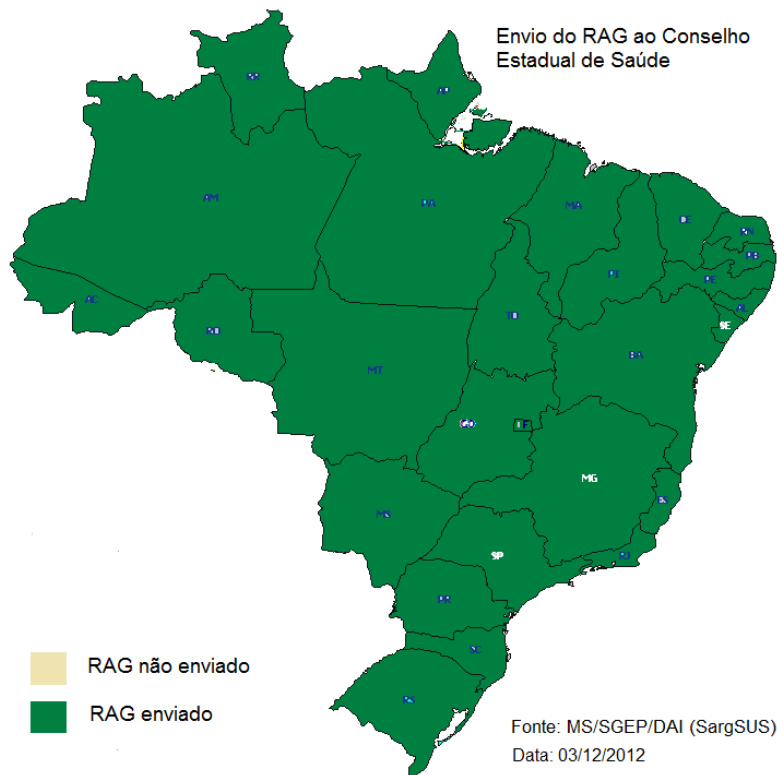 Envio do RAG ao Conselho
Estadual de Saúde
RR
AP
AM
PA
MA
CE
RN
PB
PI
PE
AC
AL
TO
SE
RO
BA
MT
GO
MG
MS
ES
SP
RJ
PR
SC
RS
RAG não enviado
RAG enviado
Fonte: MS/SGEP/DAI (SargSUS)
Data: 03/12/2012